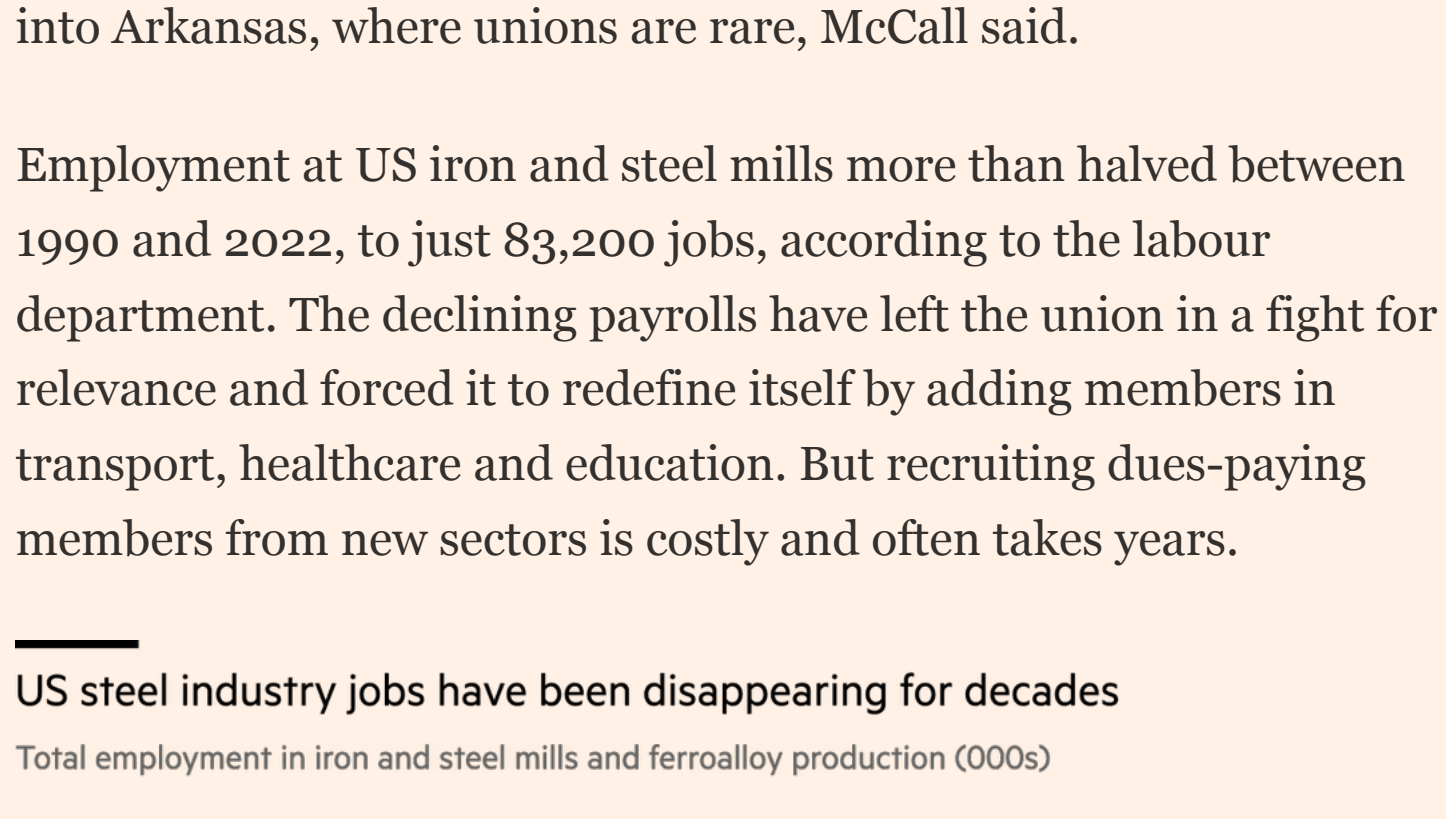 into Arkansas, where unions are rare, McCall said.
Employment at US iron and steel mills more than halved between
1990 and 2022, to just 83,200 jobs, according to the labour
department. The declining payrolls have left the union in a fight for
relevance and forced it to redefine itself by adding members in
transport, healthcare and education. But recruiting dues-paying
members from new sectors is costly and often takes years.
US steel industry jobs have been disappearing for decades
Total employment in iron and steel mills and ferroalloy production (000s)